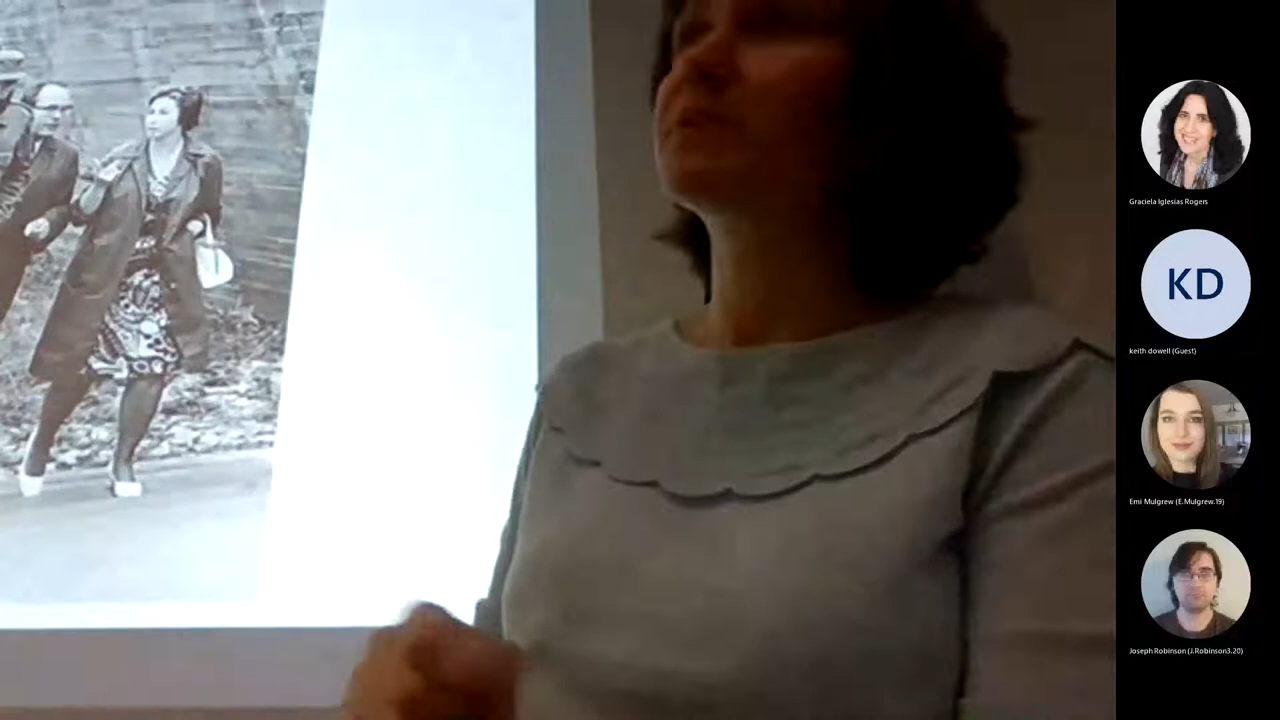 Graciela Iglesias Rogers
KD
keith dowell (Guest)
Emi Mulgrew (E.Mulgrew.19)
Joseph Robinson (J.Robinson3.20)